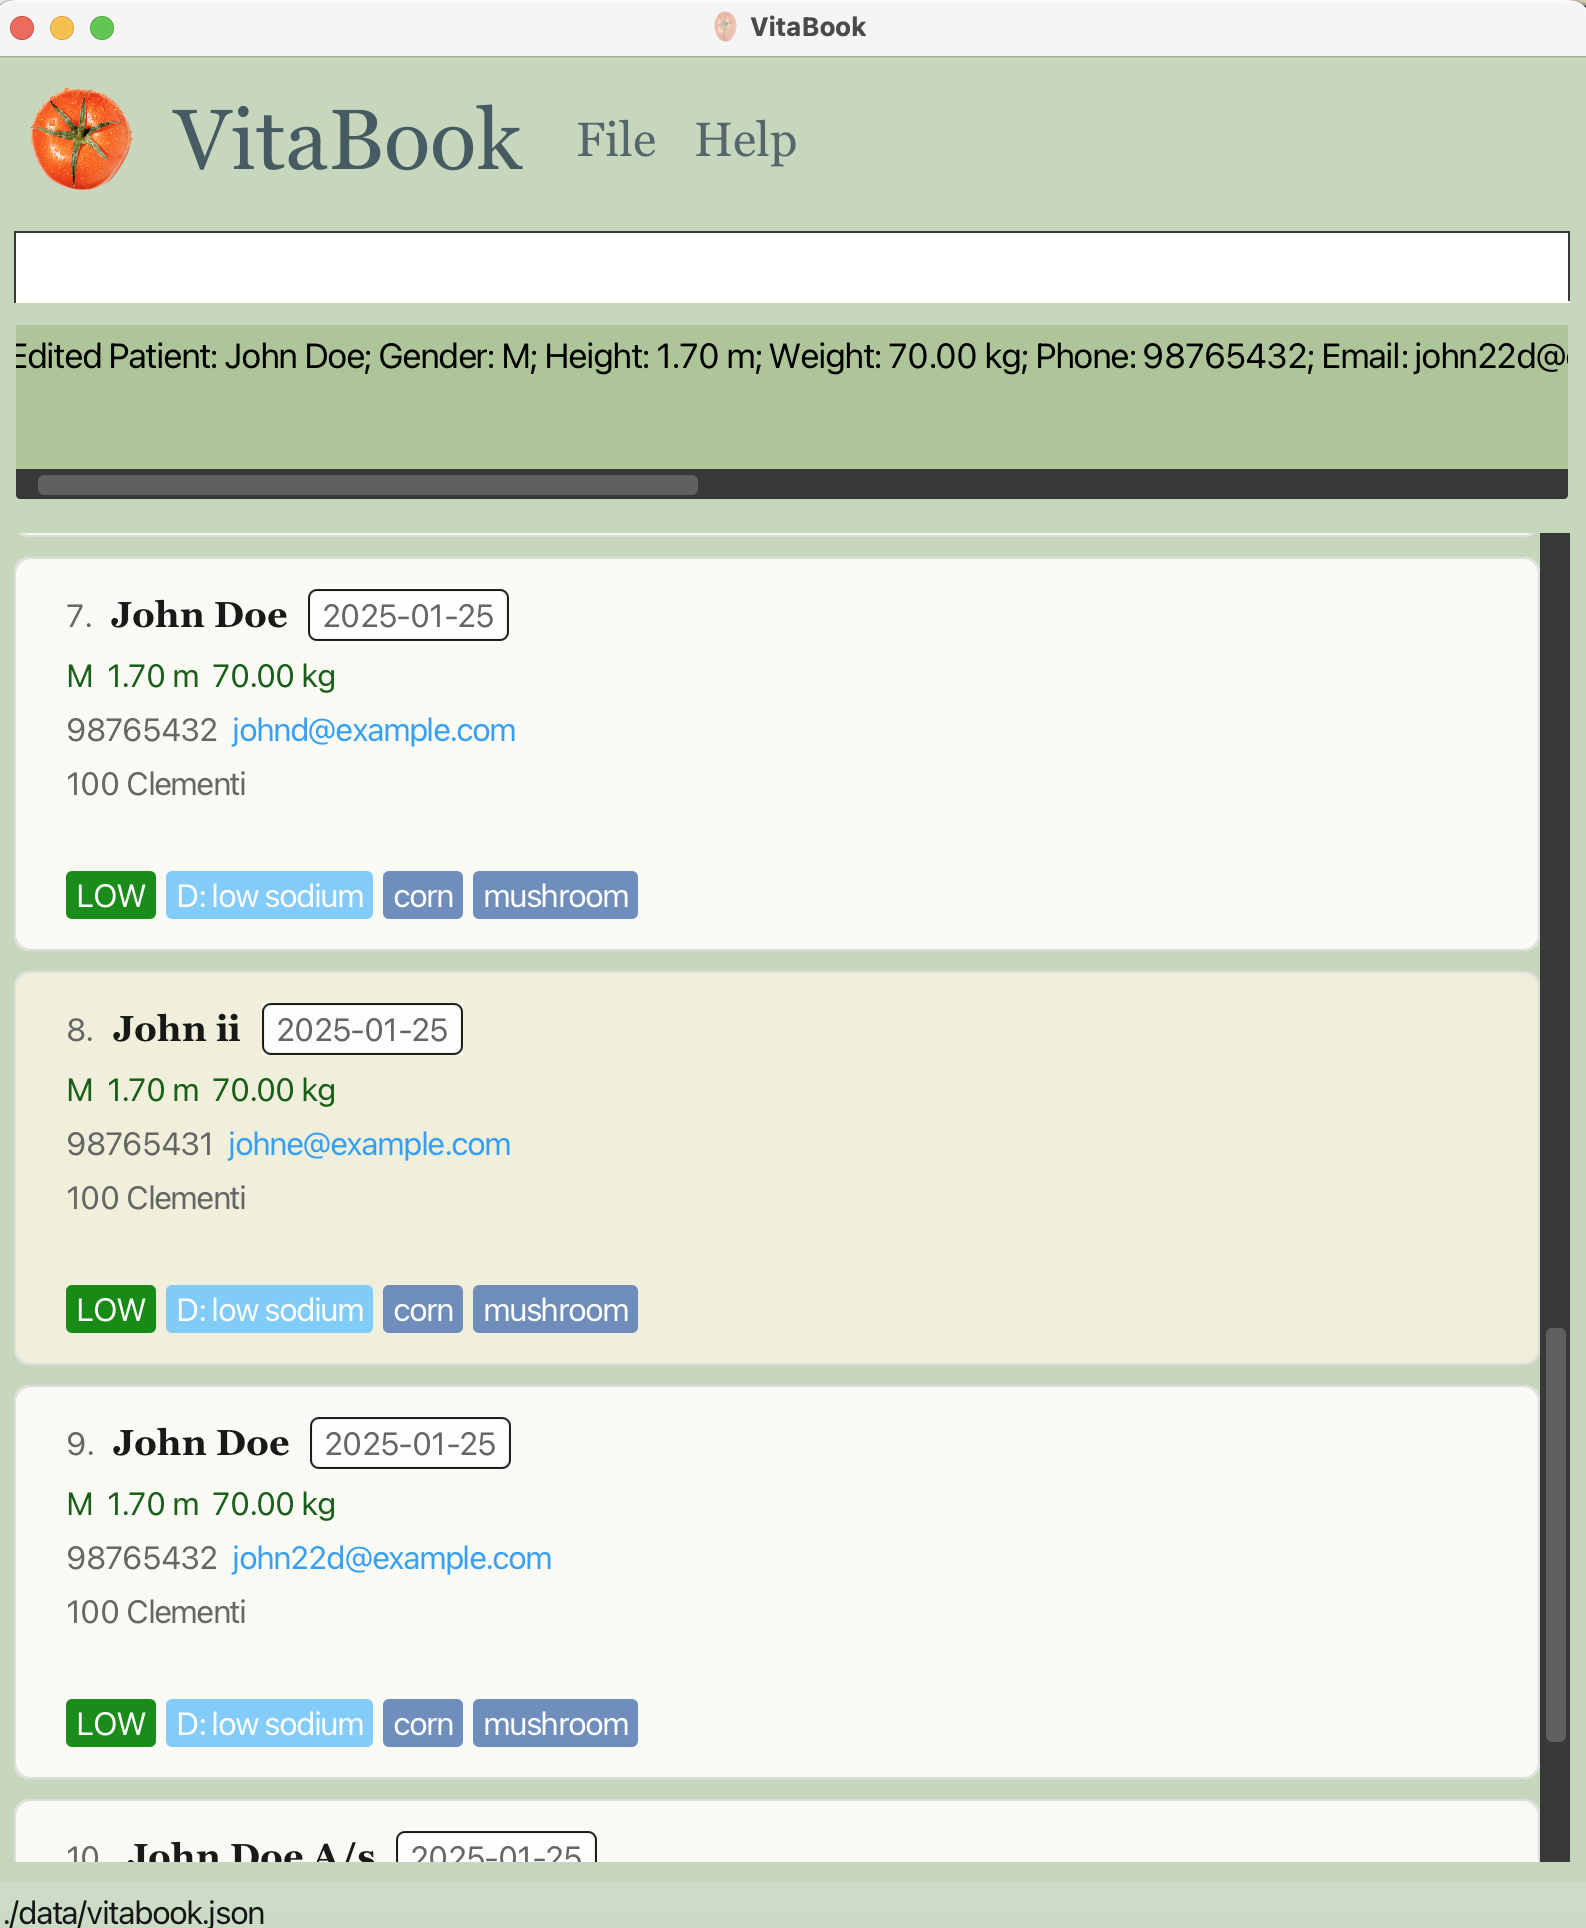 VitaBook
VitaBook File Help
Edited Patient: John Doe; Gender: M; Height: 1.70 m; Weight: 70.00 kg; Phone: 98765432; Email: john22d@
7. John Doe 2025-01-25
M 1.70 m 70.00 kg
98765432 johnd@example.com
100 Clementi
LOW D: low sodium corn mushroom
8. John ii 2025-01-25
M 1.70 m 70.00 kg
98765431 johne@example.com
100 Clementi
LOW D: low sodium corn mushroom
9. John Doe 2025-01-25
M 1.70 m 70.00 kg
98765432 john22d@example.com
100 Clementi
LOW D: low sodium corn mushroom
10. John Doe A/s 2025-01-25
./data/vitabook.json